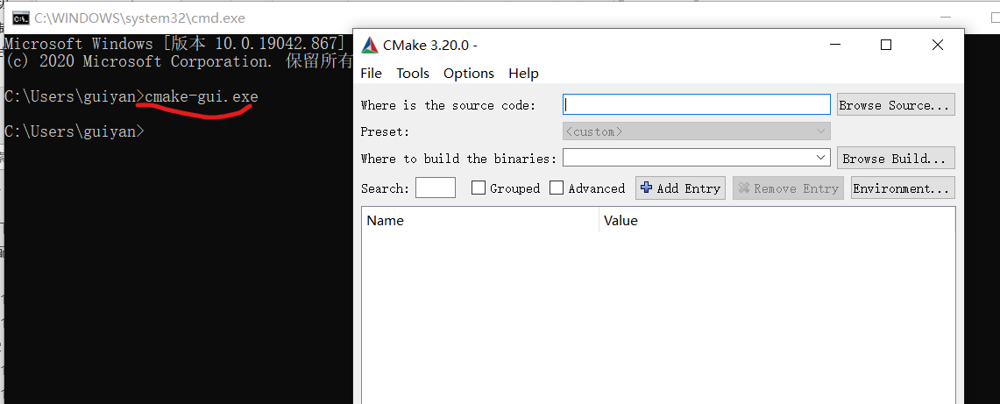 C:\WINDOWS\system32\cmd.exe
Microsoft Windows [版本 10.0.19042.867]
(c) 2020 Microsoft Corporation. 保留所有
C:\Users\guiyan>cmake-gui.exe
C:\Users\guiyan>
CMake 3.20.0 -
File Tools Options Help
Where is the source code: Browse Source...
Preset: <custom>
Where to build the binaries: Browse Build...
Search: Grouped Advanced Add Entry Remove Entry Environment...
Name Value